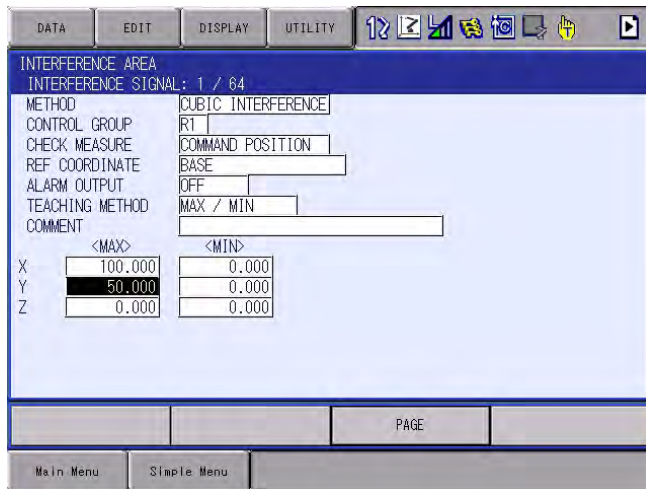 DATA EDIT DISPLAY UTILITY
INTERFERENCE AREA
INTERFERENCE SIGNAL: 1 / 64
METHOD CUBIC INTERFERENCE
CONTROL GROUP R1
CHECK MEASURE COMMAND POSITION
REF COORDINATE BASE
ALARM OUTPUT OFF
TEACHING METHOD MAX / MIN
COMMENT
<MAX> <MIN>
X 100.000 0.000
Y 50.000 0.000
Z 0.000 0.000
PAGE
Main Menu Simple Menu